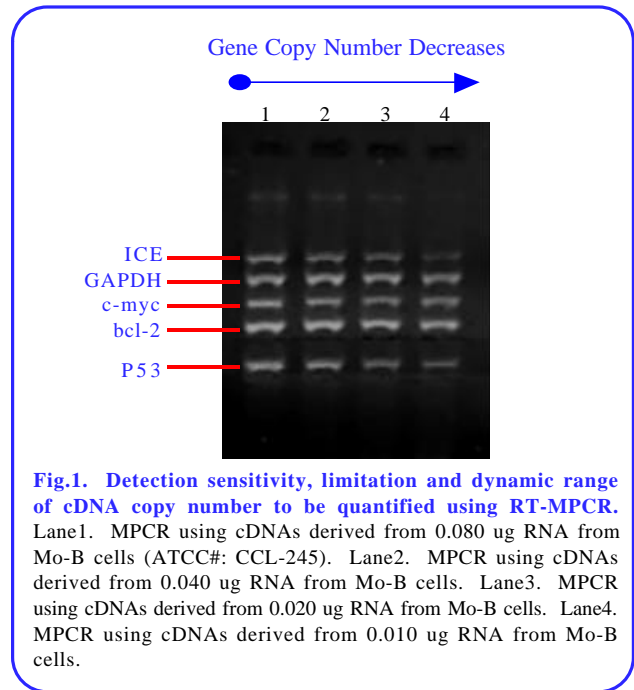 Gene Copy Number Decreases
1 2 3 4
ICE
GAPDH
c-myc
bcl-2
P53
Fig.1. Detection sensitivity, limitation and dynamic range
of cDNA copy number to be quantified using RT-MPCR.
Lane1. MPCR using cDNAs derived from 0.080 ug RNA from
Mo-B cells (ATCC#: CCL-245). Lane2. MPCR using cDNAs
derived from 0.040 ug RNA from Mo-B cells. Lane3. MPCR
using cDNAs derived from 0.020 ug RNA from Mo-B cells. Lane4.
MPCR using cDNAs derived from 0.010 ug RNA from Mo-B
cells.